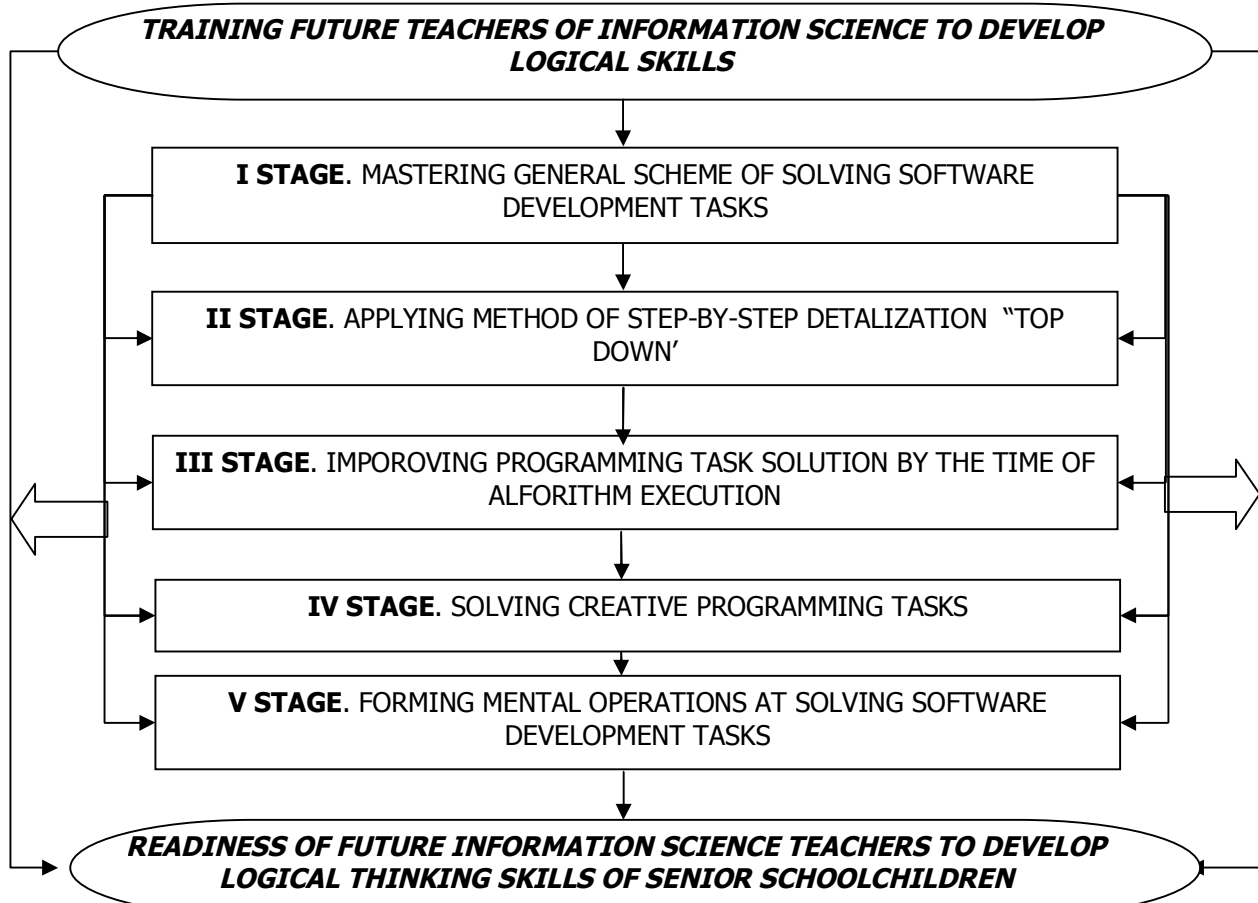 TRAINING FUTURE TEACHERS OF INFORMATION SCIENCE TO DEVELOP
LOGICAL SKILLS
I STAGE. MASTERING GENERAL SCHEME OF SOLVING SOFTWARE
DEVELOPMENT TASKS
II STAGE. APPLYING METHOD OF STEP-BY-STEP DETALIZATION “TOP
DOWN’
III STAGE. IMPOROVING PROGRAMMING TASK SOLUTION BY THE TIME OF
ALFORITHM EXECUTION
IV STAGE. SOLVING CREATIVE PROGRAMMING TASKS
V STAGE. FORMING MENTAL OPERATIONS AT SOLVING SOFTWARE
DEVELOPMENT TASKS
READINESS OF FUTURE INFORMATION SCIENCE TEACHERS TO DEVELOP
LOGICAL THINKING SKILLS OF SENIOR SCHOOLCHILDREN